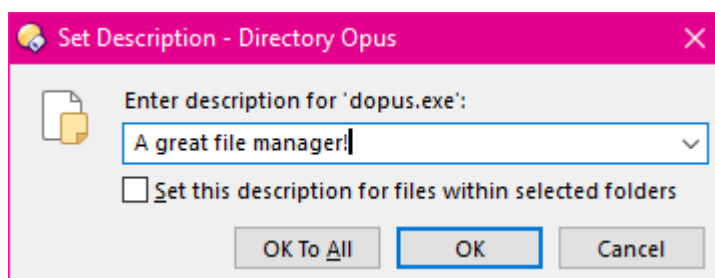 Set Description - Directory Opus
Enter description for 'dopus.exe':
A great file manager!
Set this description for files within selected folders
OK To All OK Cancel